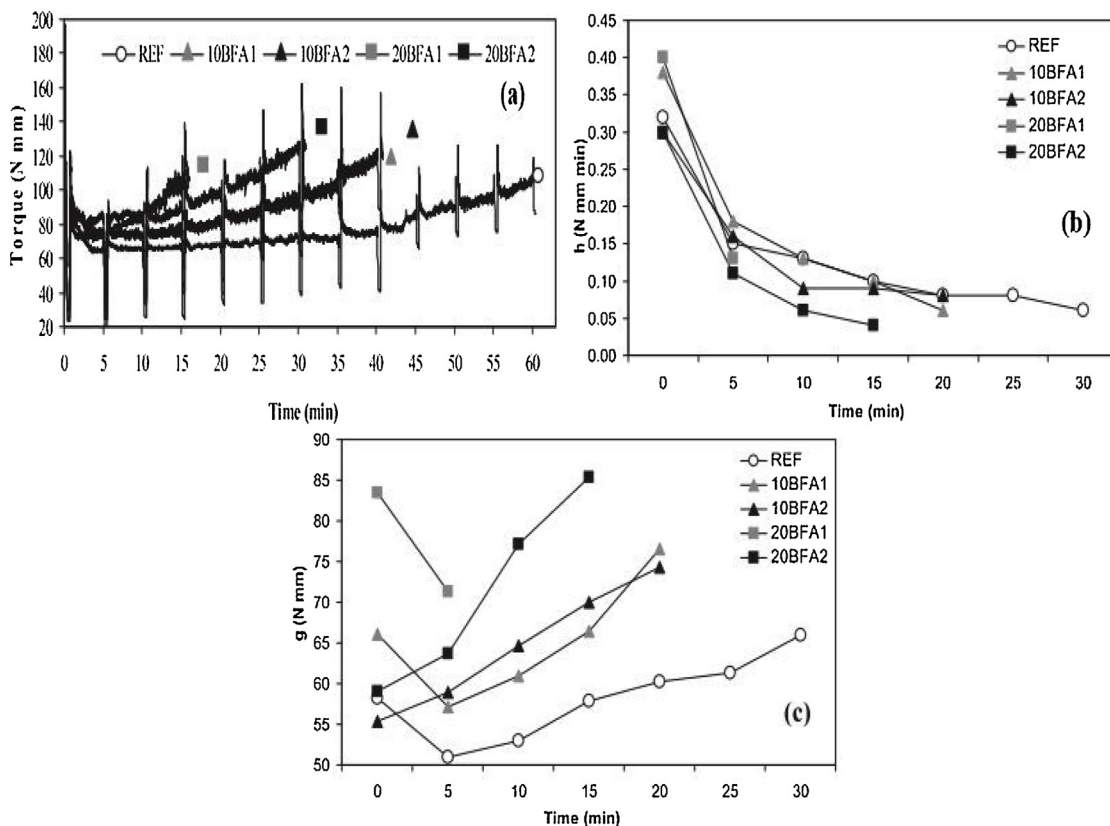 200
180
160
140
120
100
80
60
40
20
Torque (N mm)
REF 10BFA1 10BFA2 20BFA1 20BFA2
(a)
0 5 10 15 20 25 30 35 40 45 50 55 60
Time (min)
0.45
0.40
0.35
0.30
0.25
0.20
0.15
0.10
0.05
0.00
h (N mm min)
REF
10BFA1
10BFA2
20BFA1
20BFA2
(b)
0 5 10 15 20 25 30
Time (min)
90
85
80
75
70
65
60
55
50
g (N mm)
REF
10BFA1
10BFA2
20BFA1
20BFA2
(c)
0 5 10 15 20 25 30
Time (min)